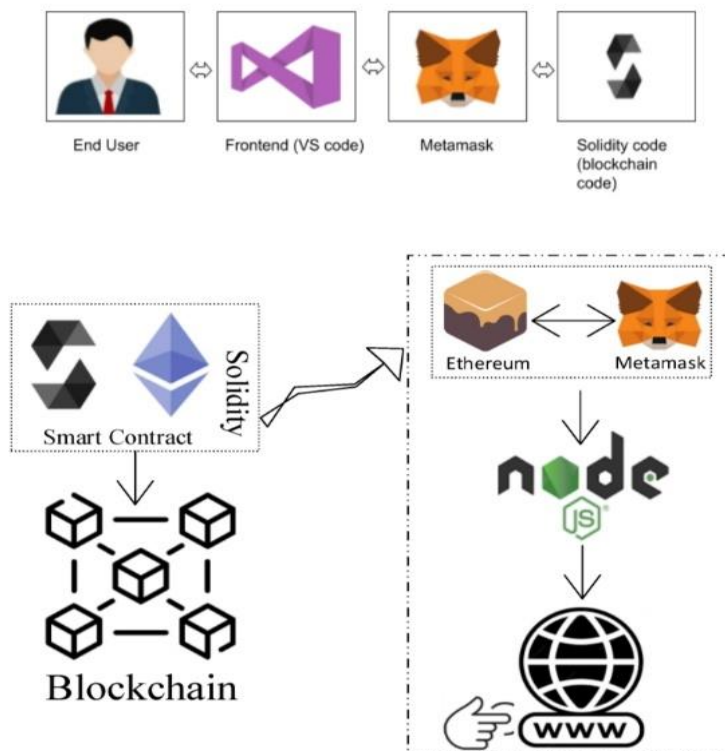 End User
Frontend (VS code)
Metamask
Solidity code
(blockchain
code)
Smart Contract
Solidity
Ethereum
Metamask
node
JS
Blockchain
www